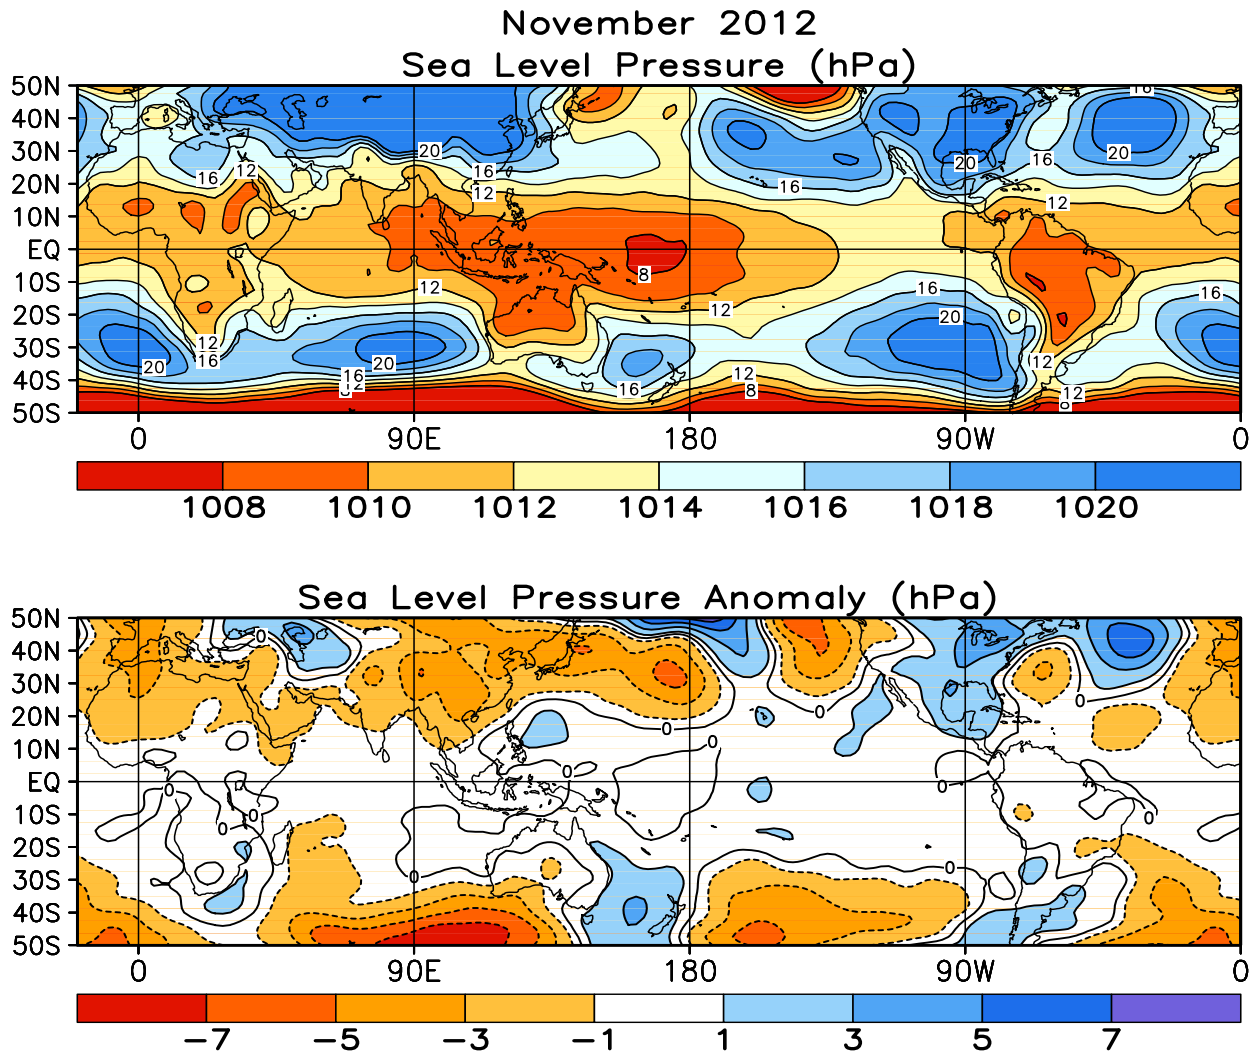 November 2012
Sea Level Pressure (hPa)
50N
40N
30N
20N
10N
EQ
10S
20S
30S
40S
50S
16
20
16
12
16
12
16
20
16
20
12
8
12
12
16
20
16
12
16
20
20
16
12
8
16
12
8
12
12
8
0
90E
180
90W
0
1008 1010 1012 1014 1016 1018 1020
Sea Level Pressure Anomaly (hPa)
50N
40N
30N
20N
10N
EQ
10S
20S
30S
40S
50S
0
0
0
0
0
0
0
0
0
0
0
0
0
90E
180
90W
0
−7 −5 −3 −1 1 3 5 7